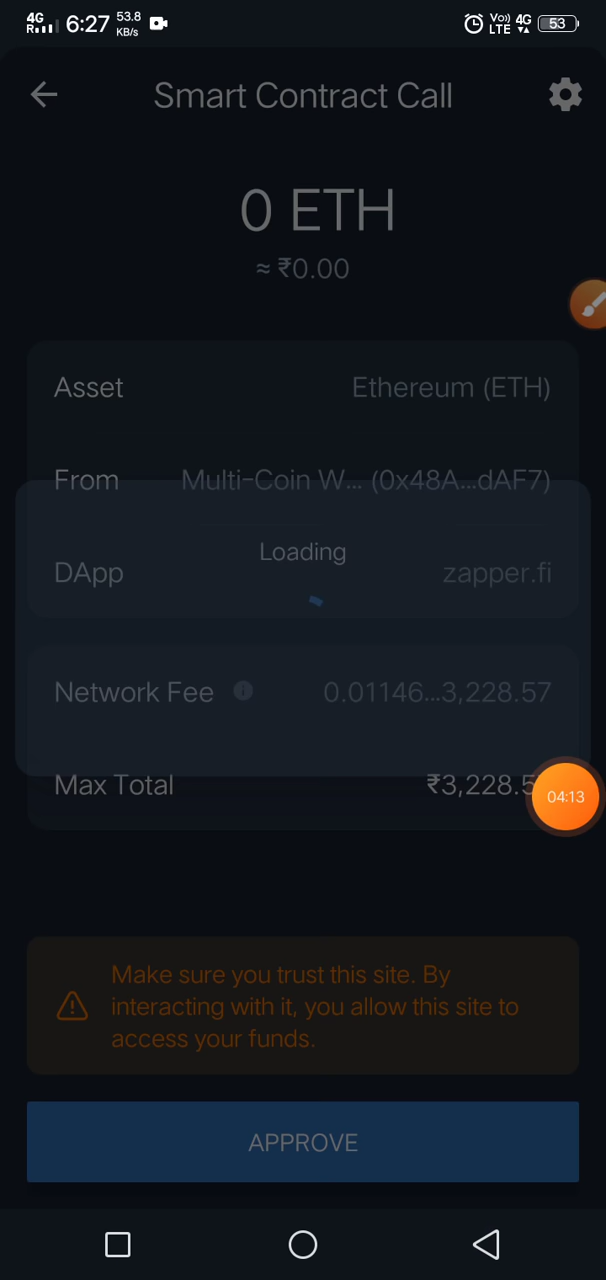 4G
R
6:27
53.8
KB/s
Vo))
LTE
4G
53
Smart Contract Call
0 ETH
≈ ₹0.00
Asset Ethereum (ETH)
From Multi-Coin W... (0x48A...dAF7)
Loading
DApp zapper.fi
Network Fee 0.01146...3,228.57
Max Total ₹3,228.5
04:13
Make sure you trust this site. By
interacting with it, you allow this site to
access your funds.
APPROVE